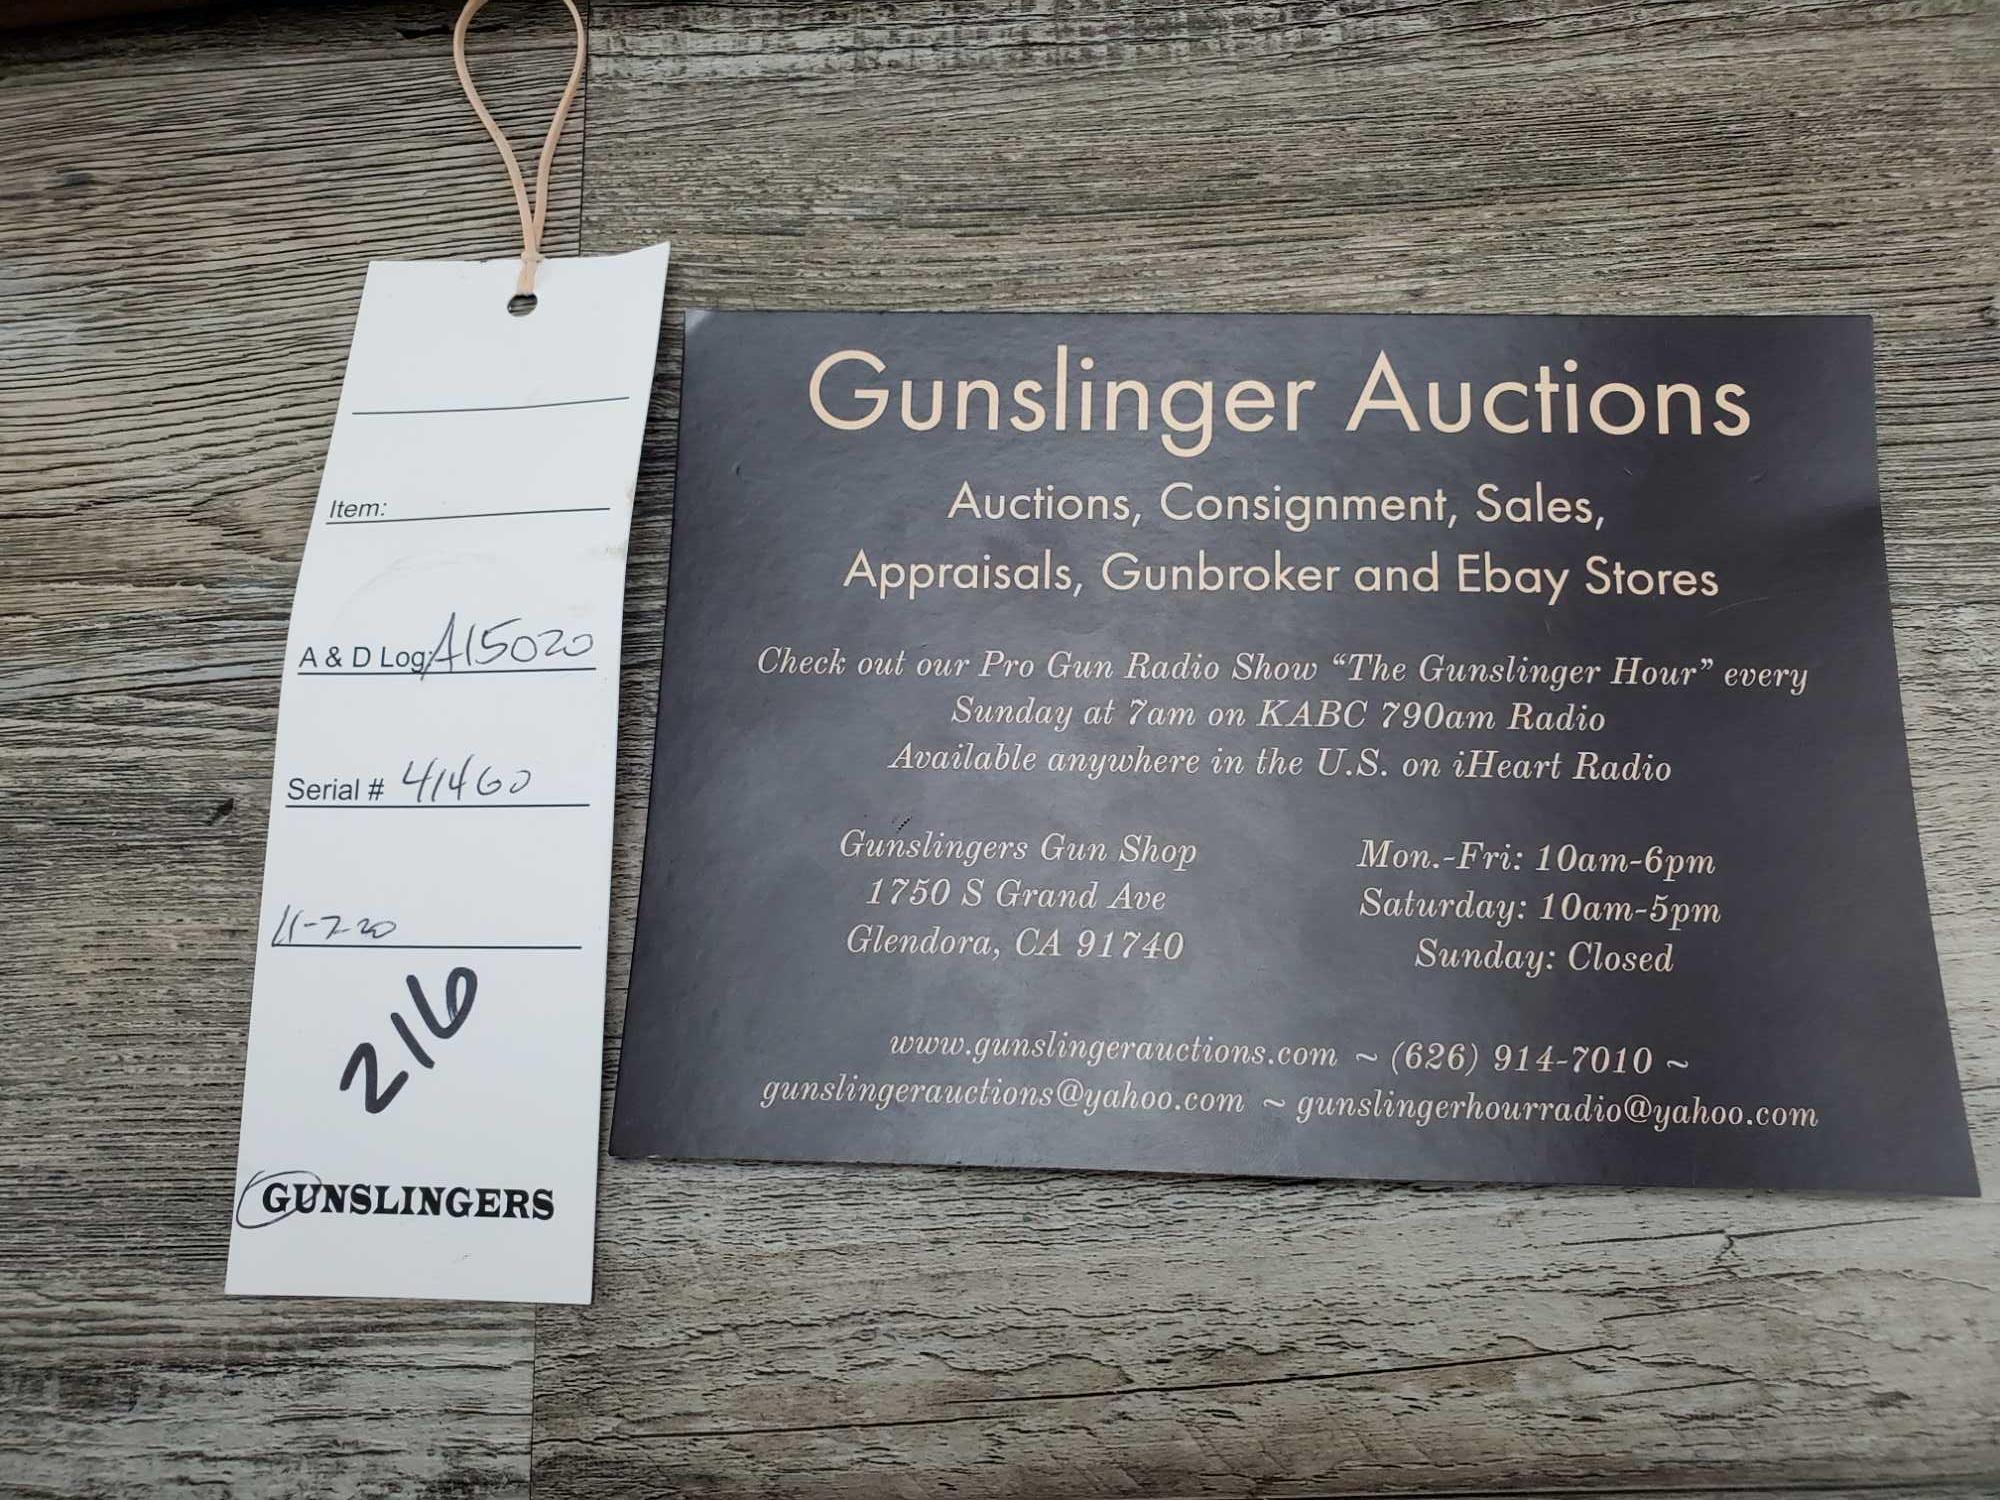 Item:
A & D Log: A15020
Serial # 41460
11-7-20
216
GUNSLINGERS
Gunslinger Auctions
Auctions, Consignment, Sales,
Appraisals, Gunbroker and Ebay Stores
Check out our Pro Gun Radio Show “The Gunslinger Hour” every
Sunday at 7am on KABC 790am Radio
Available anywhere in the U.S. on iHeart Radio
Gunslingers Gun Shop
1750 S Grand Ave
Glendora, CA 91740
Mon.-Fri: 10am-6pm
Saturday: 10am-5pm
Sunday: Closed
www.gunslingerauctions.com ~ (626) 914-7010 ~
gunslingerauctions@yahoo.com ~ gunslingerhourradio@yahoo.com